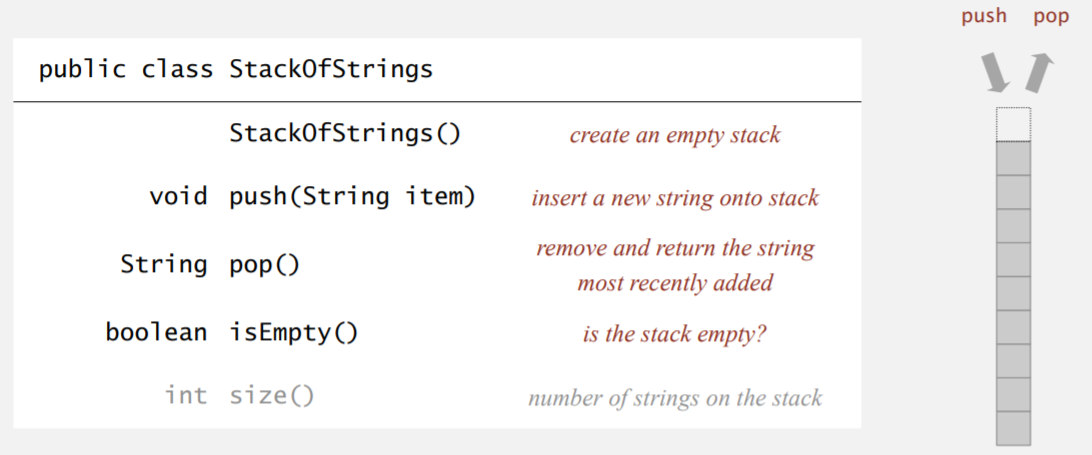 push pop
public class StackOfStrings
StackOfStrings() create an empty stack
void push(String item) insert a new string onto stack
String pop() remove and return the string
most recently added
boolean isEmpty() is the stack empty?
int size() number of strings on the stack